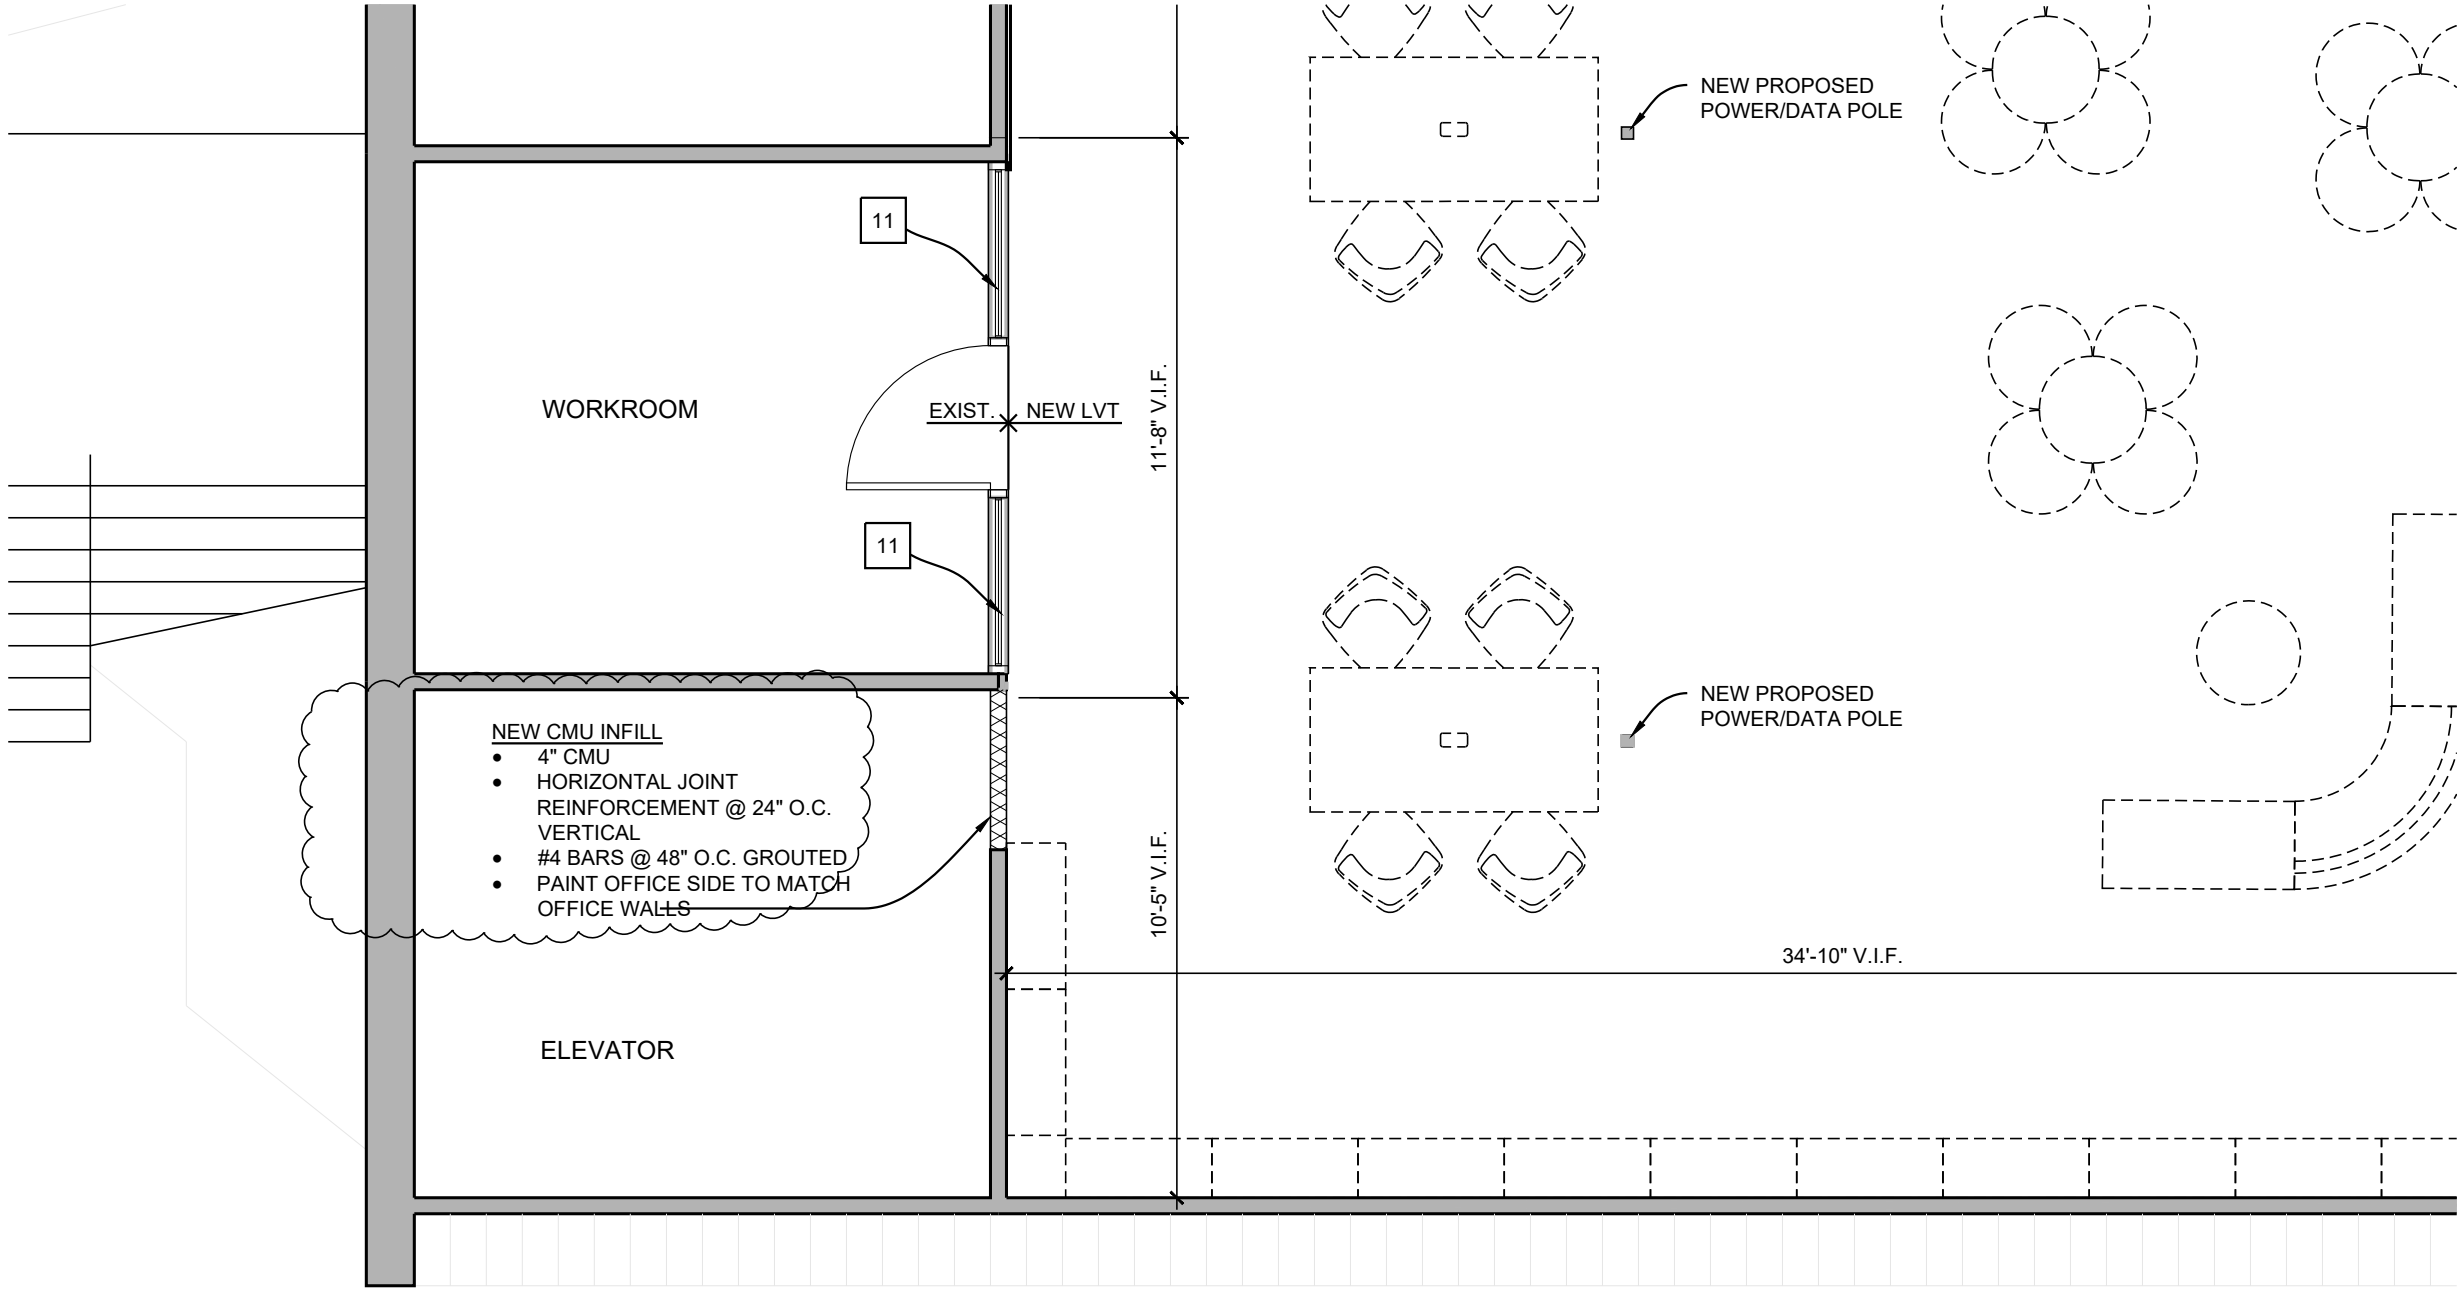 NEW PROPOSED
POWER/DATA POLE
11
WORKROOM
EXIST.
NEW LVT
11'-8" V.I.F.
11
NEW PROPOSED
POWER/DATA POLE
NEW CMU INFILL
• 4" CMU
• HORIZONTAL JOINT
REINFORCEMENT @ 24" O.C.
VERTICAL
• #4 BARS @ 48" O.C. GROUTED
• PAINT OFFICE SIDE TO MATCH
OFFICE WALLS
10'-5" V.I.F.
34'-10" V.I.F.
ELEVATOR